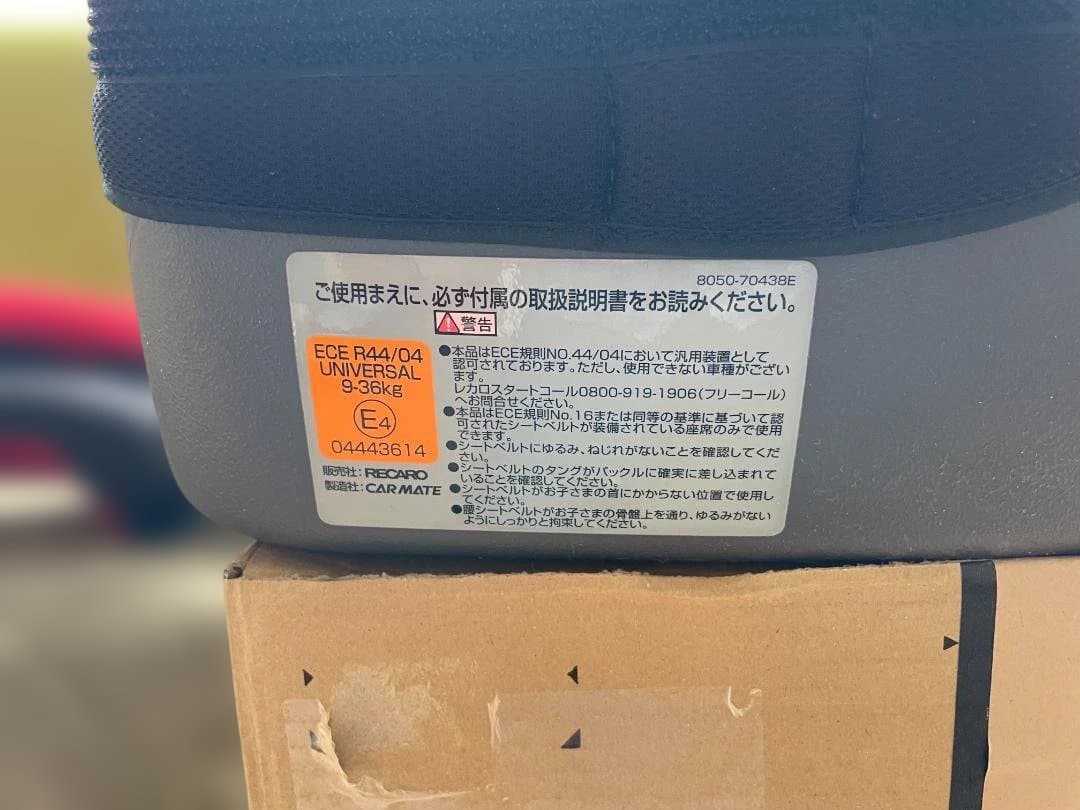 8050-70438E
ご使用まえに、必ず付属の取扱説明書をお読みください。
警告
ECE R44/04
UNIVERSAL
9-36kg
E4
04443614
販売社：RECARO
製造社：CARMATE
●本品はECE規則NO.44/04において汎用装置として
認可されております。ただし、使用できない車種がござい
ます。
レカロスタートコール0800-919-1906(フリーコール)
へお問合せください。
●本品はECE規則No.16または同等の基準に基づいて認
可されたシートベルトが装備されている座席のみで使用
できます。
●シートベルトにゆるみ、ねじれがないことを確認してくだ
さい。
●シートベルトのタングがバックルに確実に差し込まれて
いることを確認してください。
●シートベルトがお子さまの首にかからない位置で使用し
てください。
●腰シートベルトがお子さまの骨盤上を通り、ゆるみがない
ようにしっかりと拘束してください。